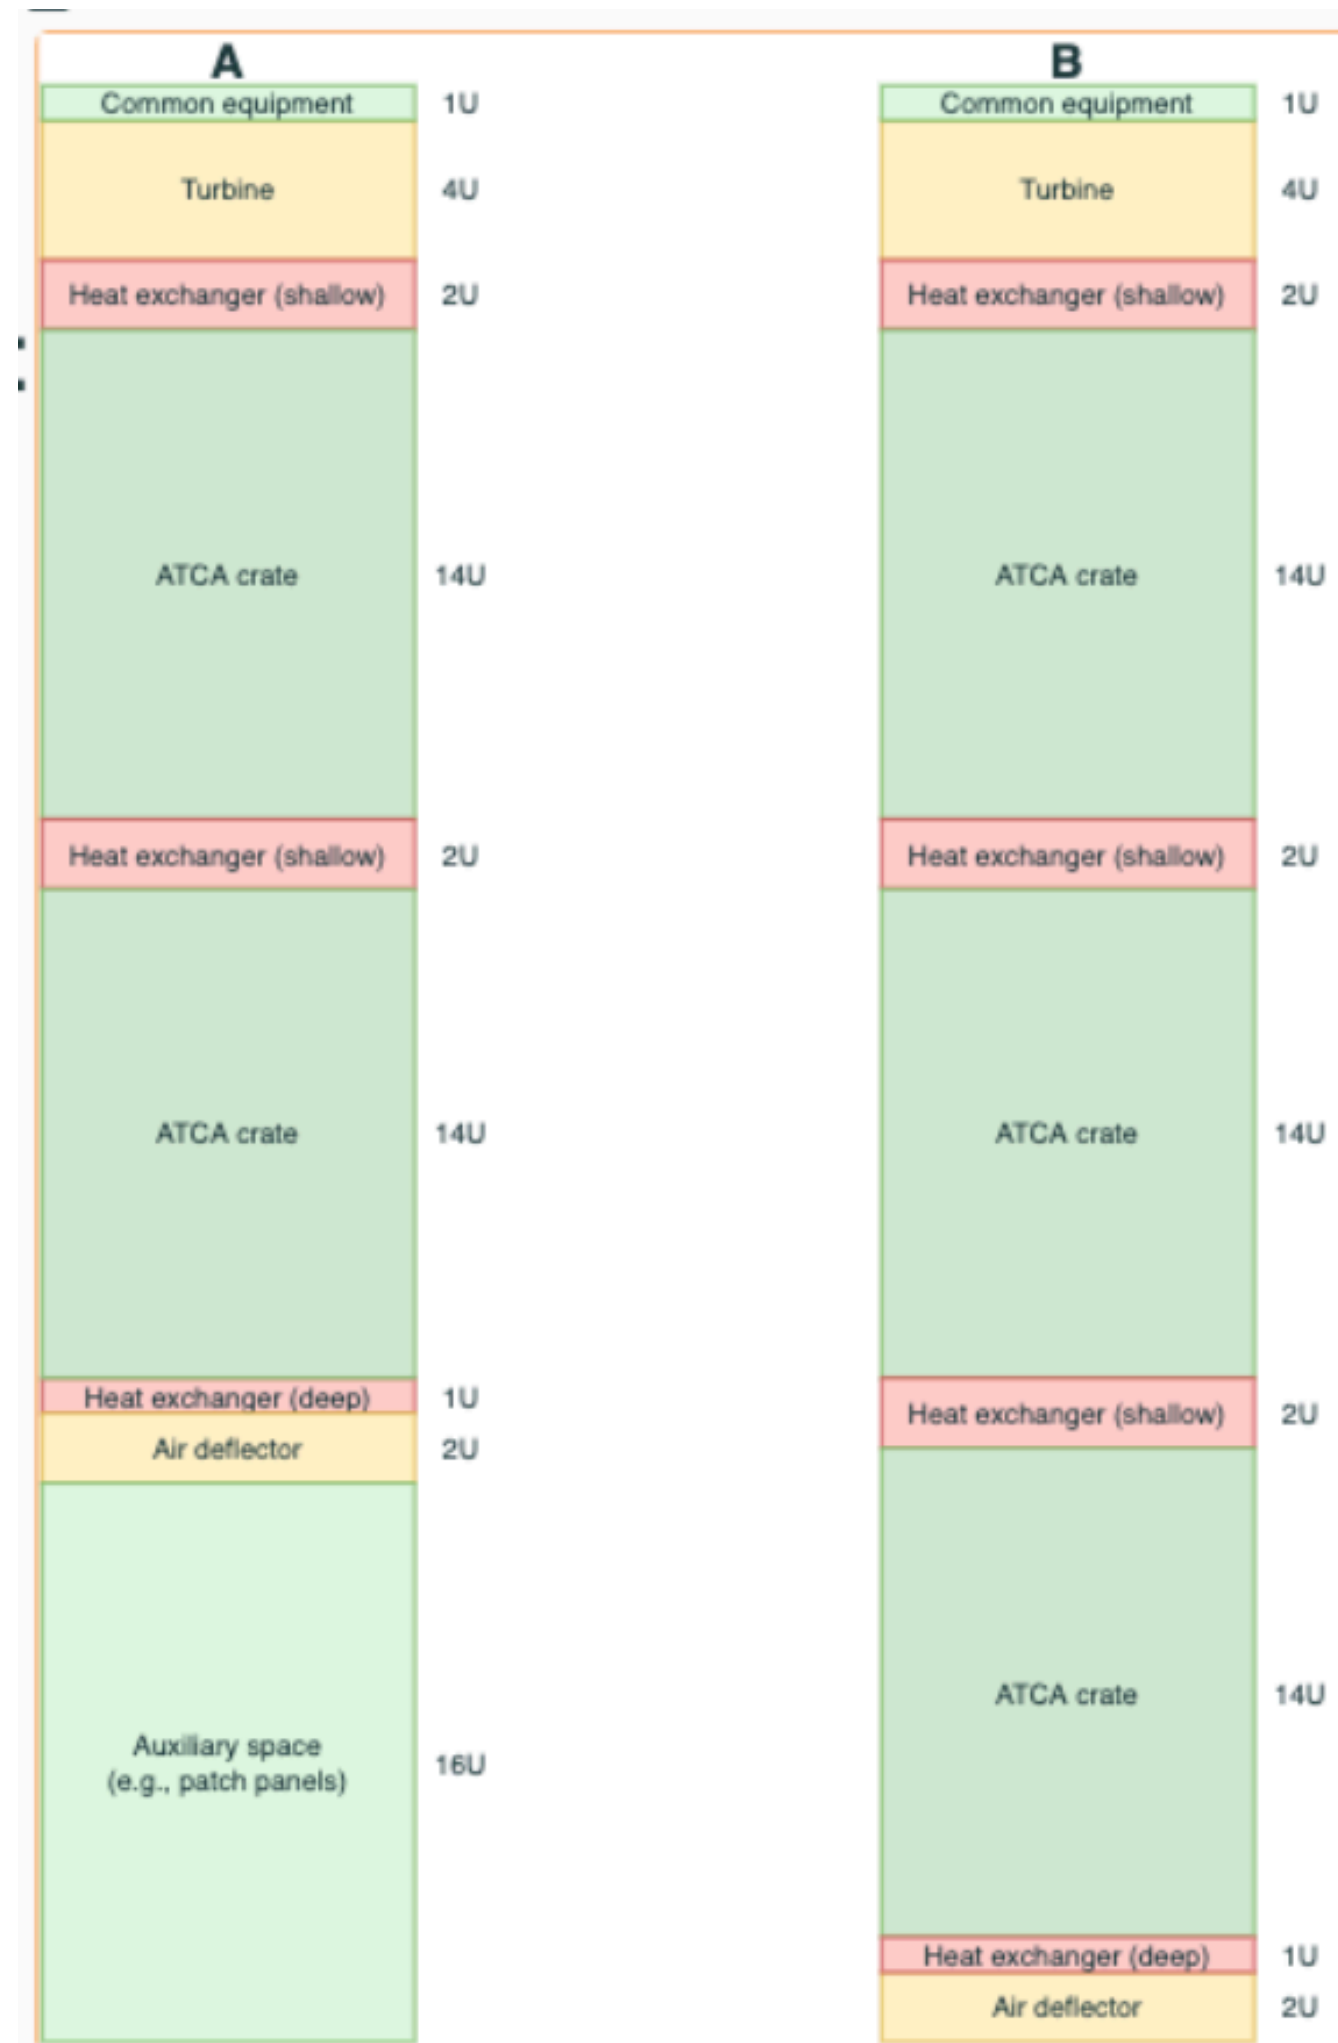 A
Common equipment 1U
Turbine 4U
Heat exchanger (shallow) 2U
ATCA crate 14U
Heat exchanger (shallow) 2U
ATCA crate 14U
Heat exchanger (deep) 1U
Air deflector 2U
Auxiliary space
(e.g., patch panels) 16U
B
Common equipment 1U
Turbine 4U
Heat exchanger (shallow) 2U
ATCA crate 14U
Heat exchanger (shallow) 2U
ATCA crate 14U
Heat exchanger (shallow) 2U
ATCA crate 14U
Heat exchanger (deep) 1U
Air deflector 2U